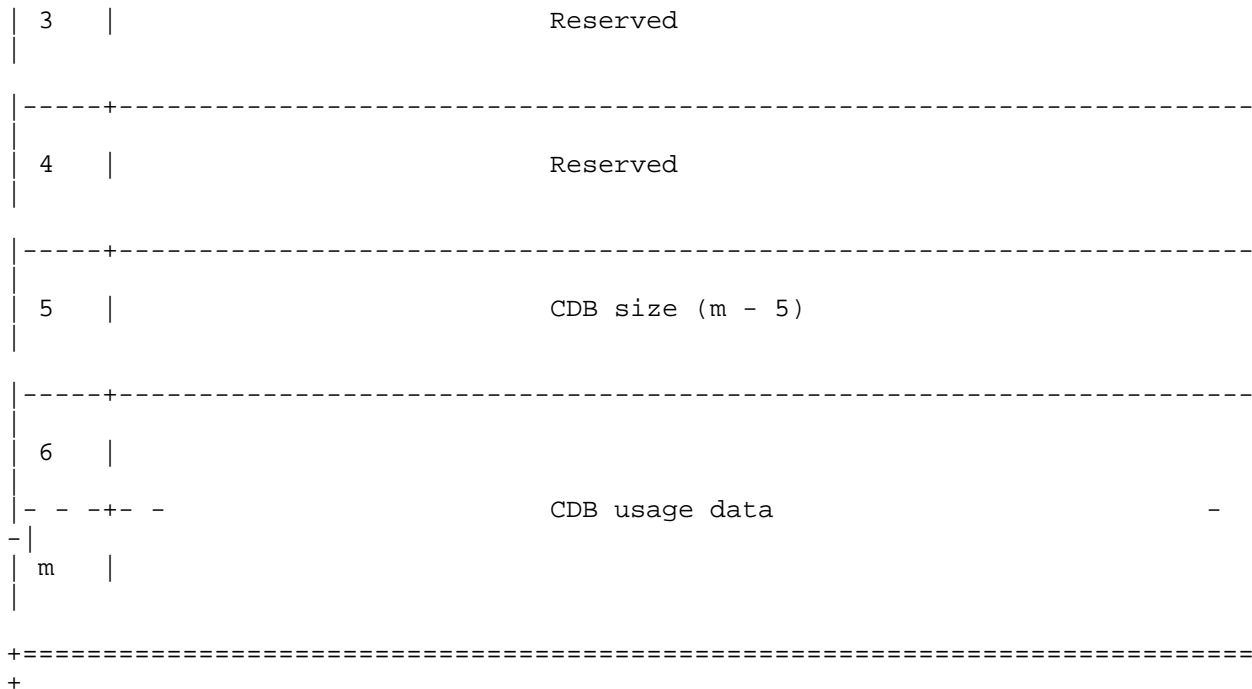 | 3   |                           Reserved
|
|-----+-----------------------------------------------------------------------
|
| 4   |                           Reserved
|
|-----+-----------------------------------------------------------------------
|
| 5   |                           CDB size (m - 5)
|
|-----+-----------------------------------------------------------------------
|
| 6   |
|
|- - -+- -                        CDB usage data                           -
-|
| m   |
|
+=============================================================================
+